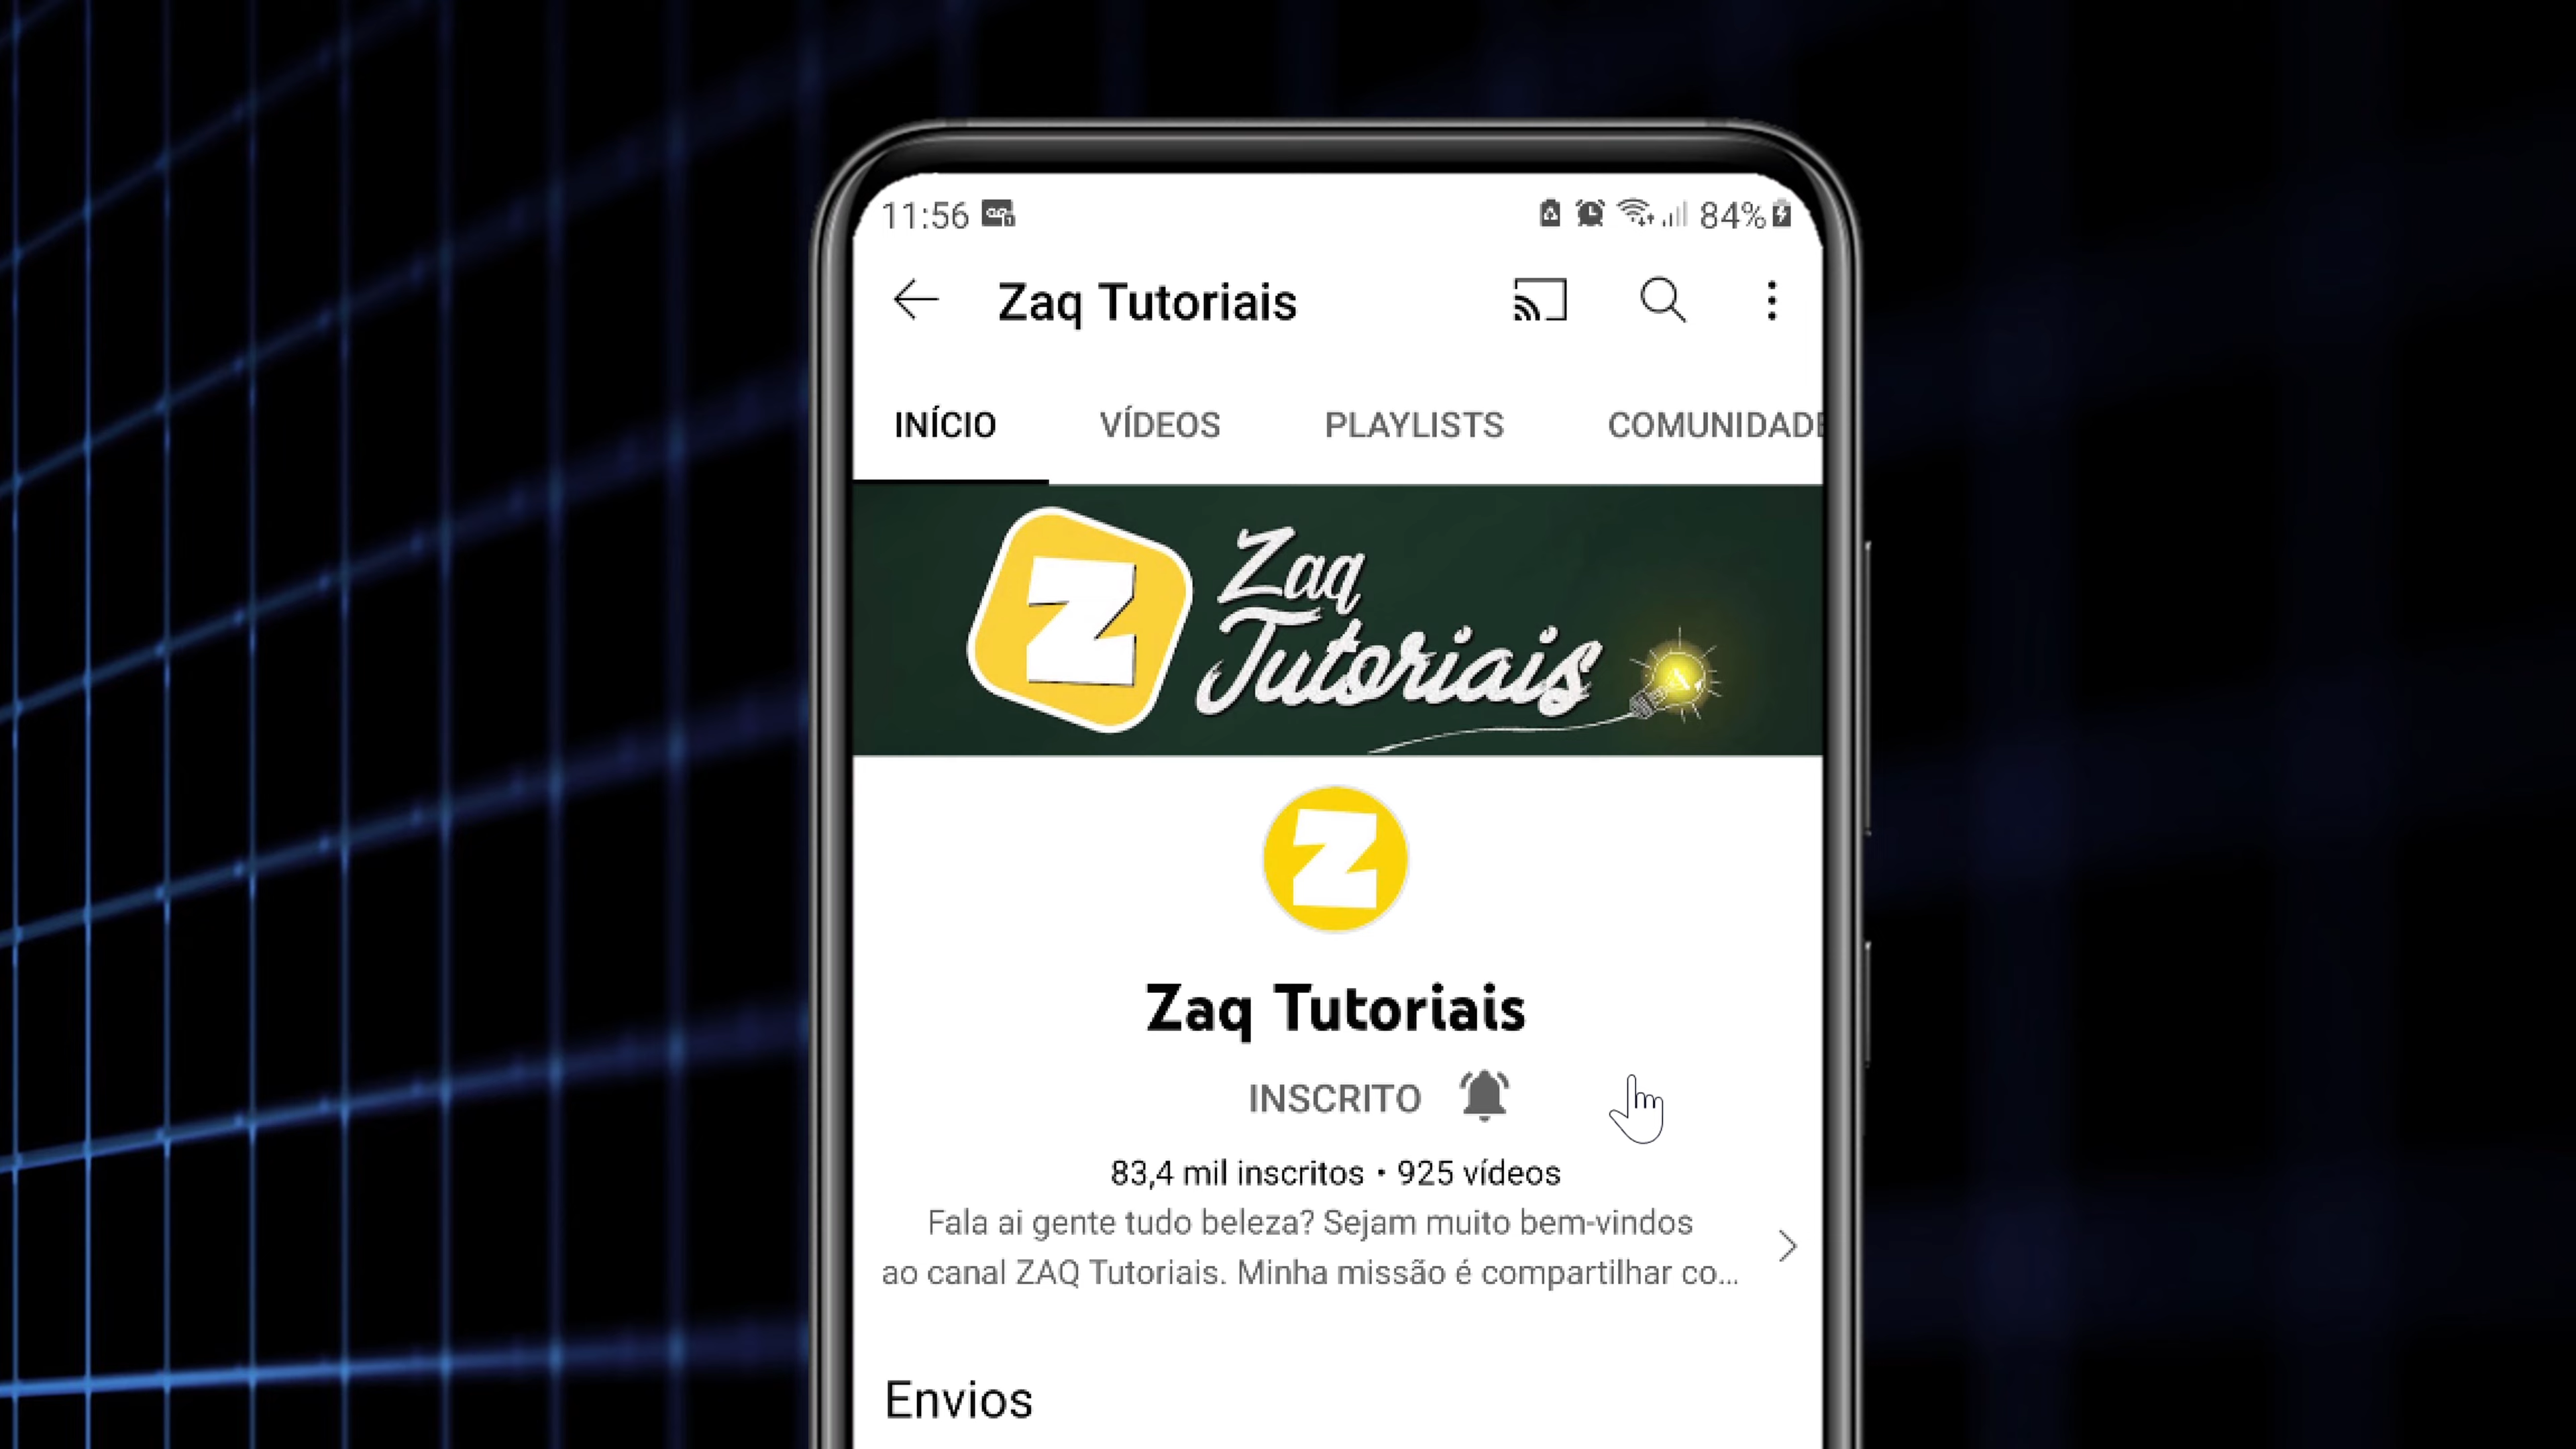 11:56
84%
Zaq Tutoriais
INÍCIO VÍDEOS PLAYLISTS COMUNIDADE
Z
Zaq
Tutoriais
Z
Zaq Tutoriais
INSCRITO
83,4 mil inscritos • 925 vídeos
Fala ai gente tudo beleza? Sejam muito bem-vindos
ao canal ZAQ Tutoriais. Minha missão é compartilhar co...
Envios